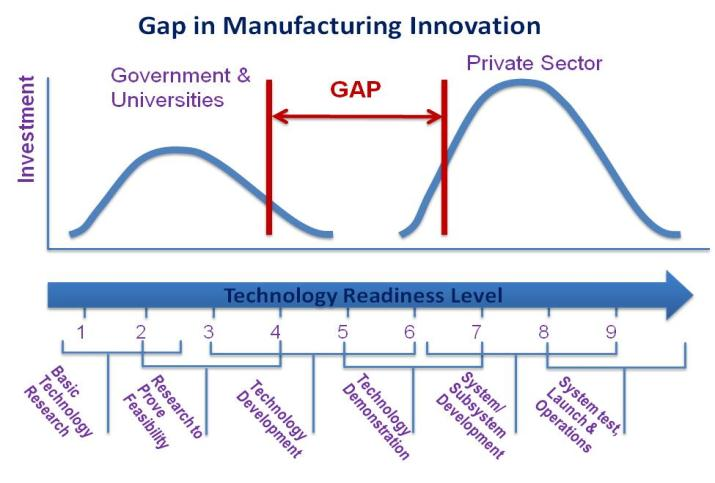 Gap in Manufacturing Innovation
Government &
Universities
GAP
Private Sector
Investment
Technology Readiness Level
1 2 3 4 5 6 7 8 9
Basic
Technology
Research
Research to
Prove
Feasibility
Technology
Development
Technology
Demonstration
System/
Subsystem
Development
System test,
Launch &
Operations